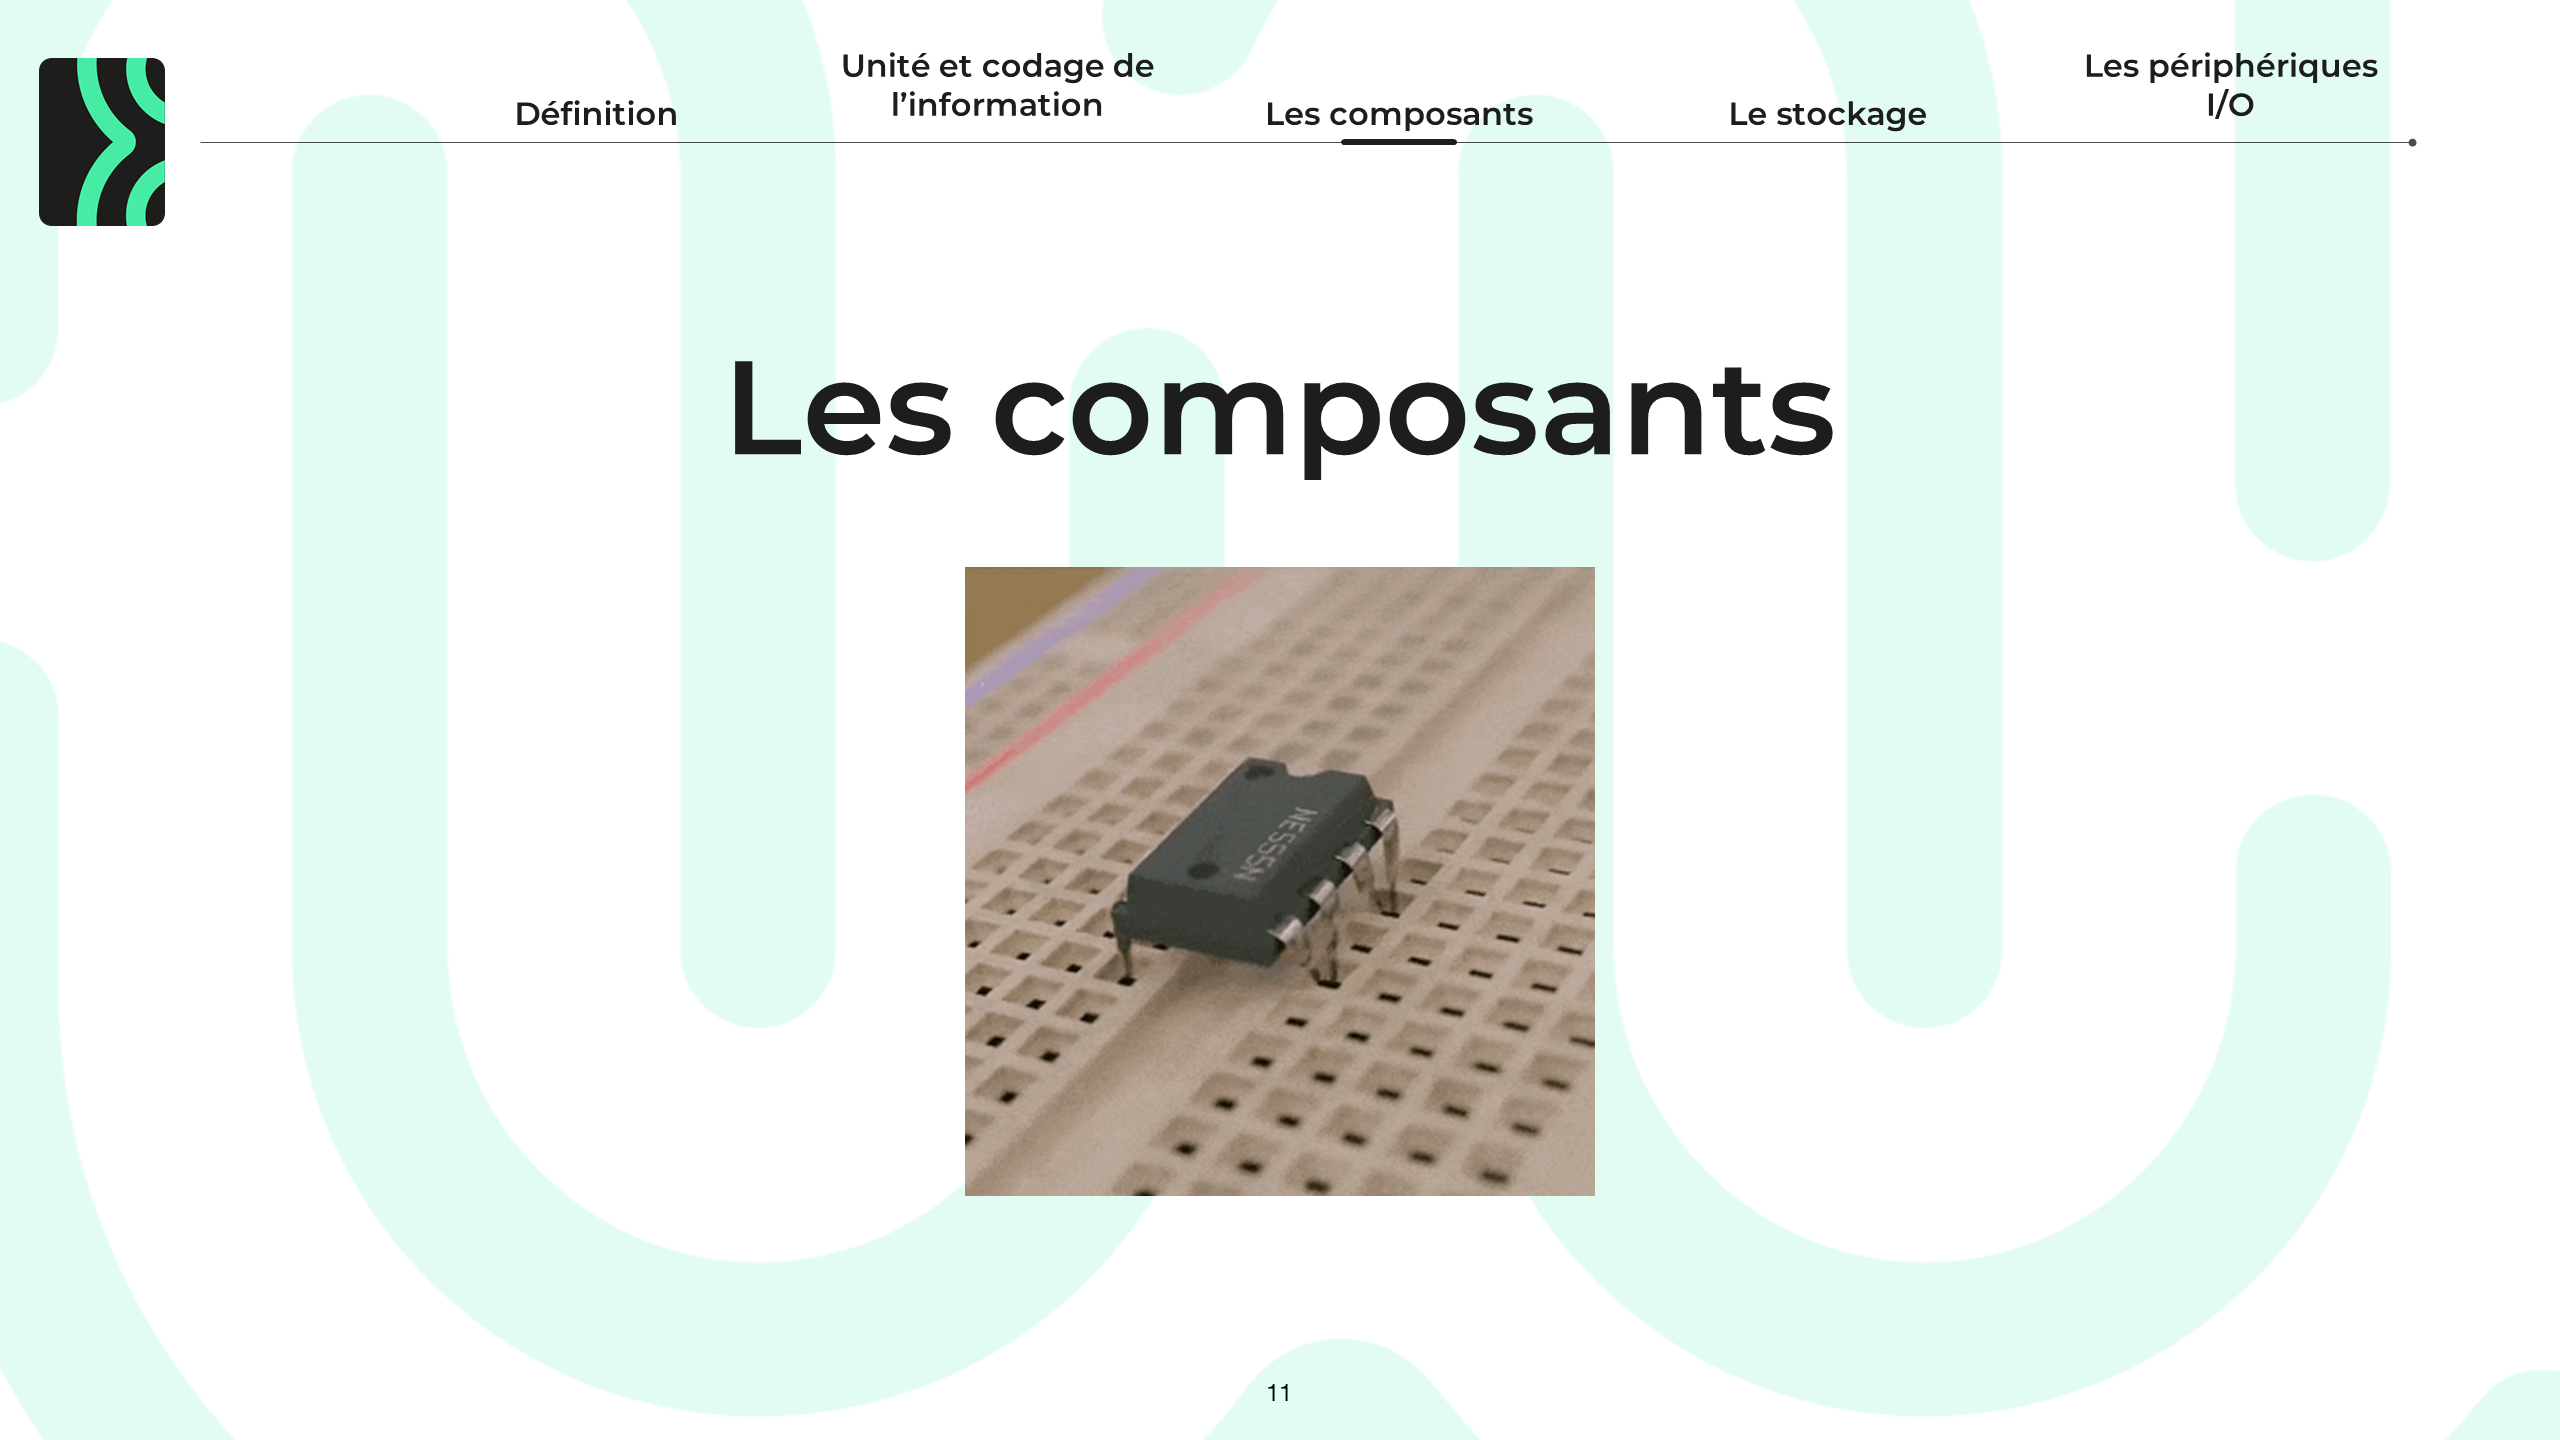 Définition
Unité et codage de
l’information
Les composants
Le stockage
Les périphériques
I/O
Les composants
NE555N
11